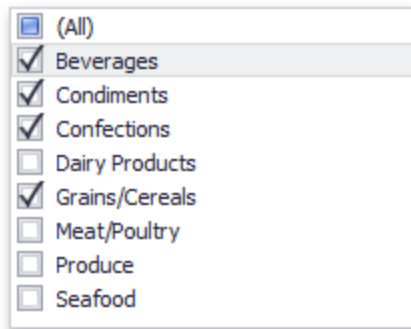 (All)
Beverages
Condiments
Confections
Dairy Products
Grains/Cereals
Meat/Poultry
Produce
Seafood